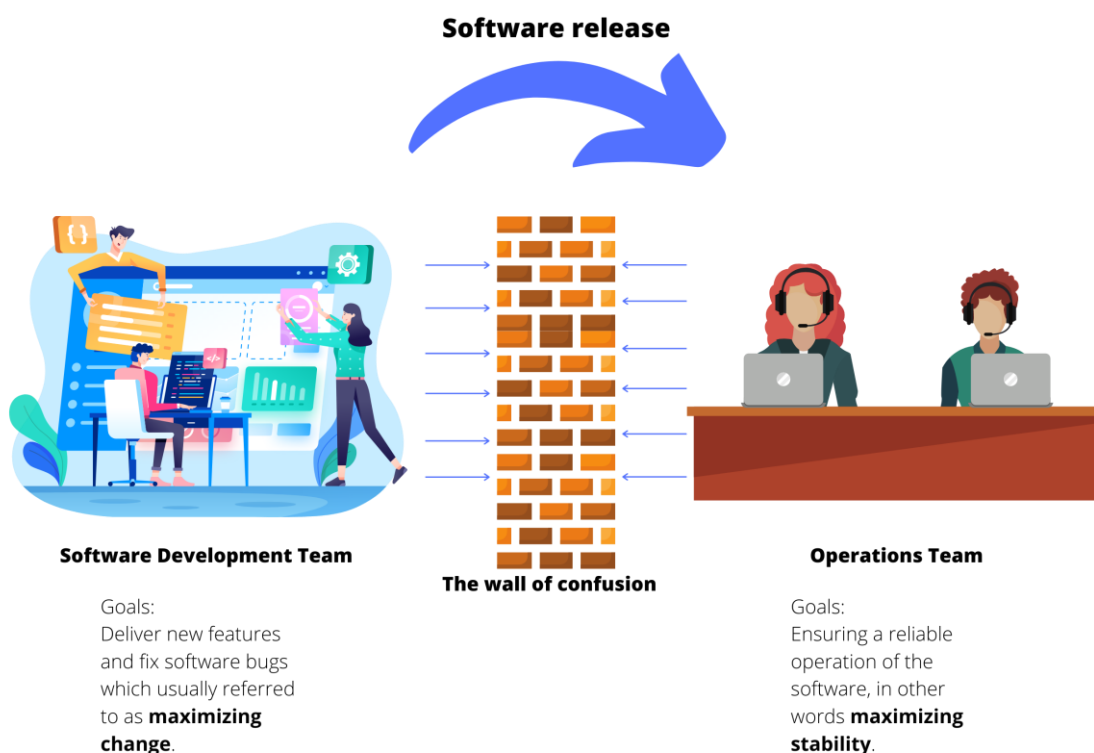 Software release
{ }
</>
Software Development Team
Goals:
Deliver new features
and fix software bugs
which usually referred
to as maximizing
change.
The wall of confusion
Operations Team
Goals:
Ensuring a reliable
operation of the
software, in other
words maximizing
stability.